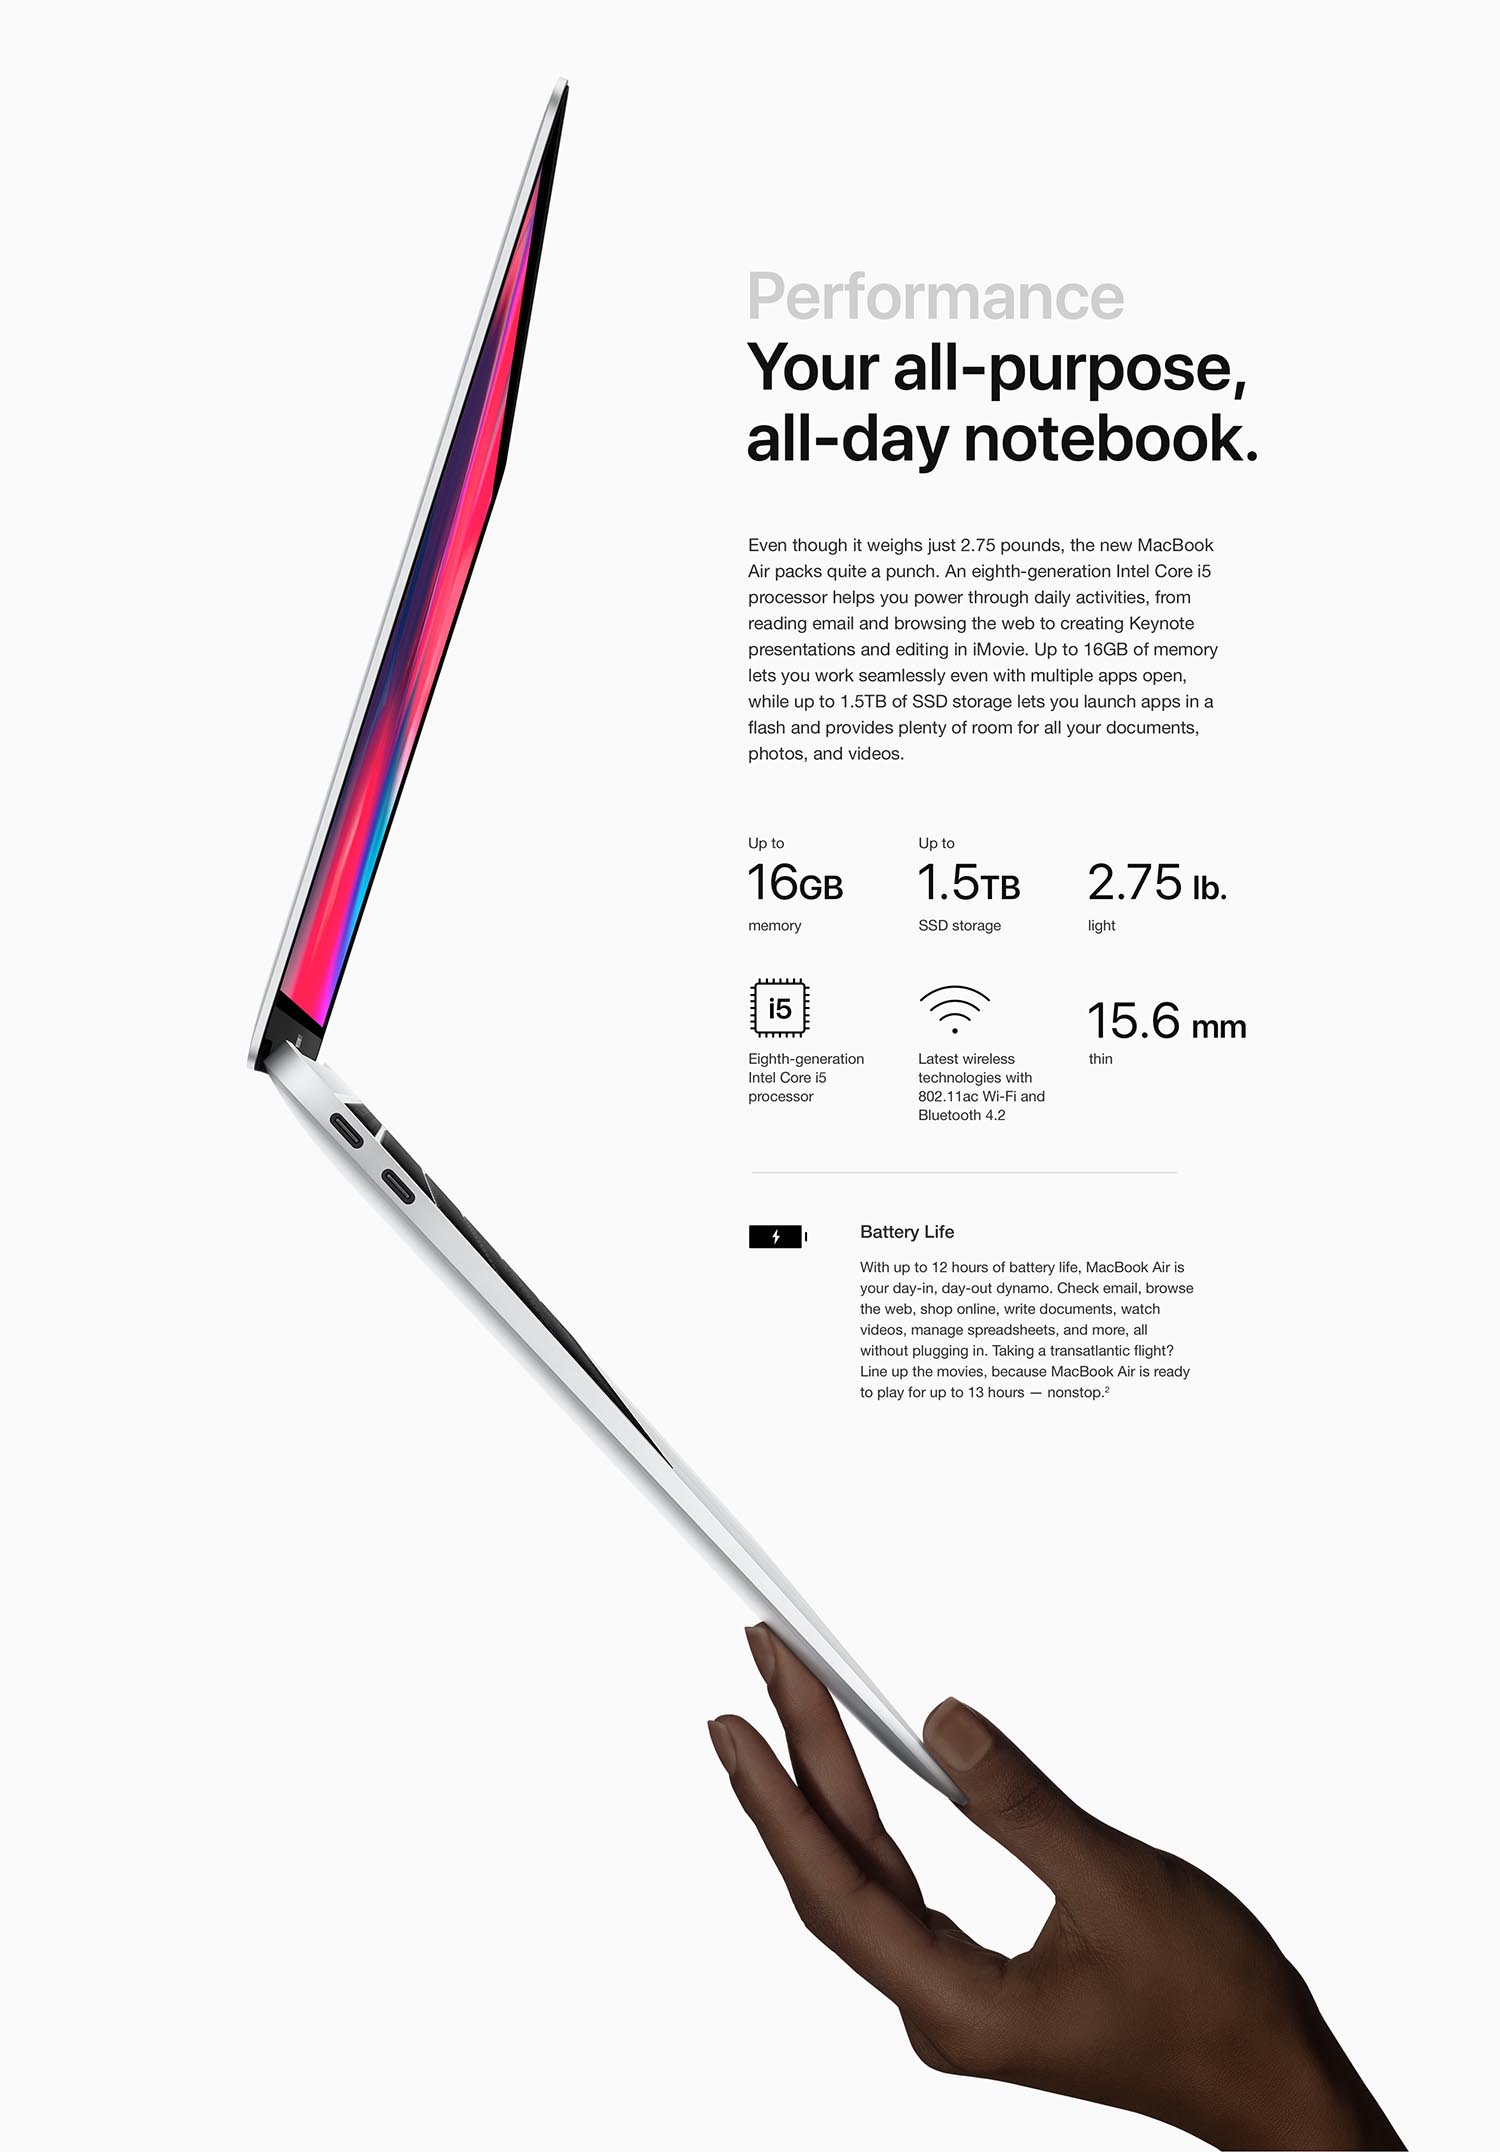 Performance
Your all-purpose,
all-day notebook.
Even though it weighs just 2.75 pounds, the new MacBook
Air packs quite a punch. An eighth-generation Intel Core i5
processor helps you power through daily activities, from
reading email and browsing the web to creating Keynote
presentations and editing in iMovie. Up to 16GB of memory
lets you work seamlessly even with multiple apps open,
while up to 1.5TB of SSD storage lets you launch apps in a
flash and provides plenty of room for all your documents,
photos, and videos.
Up to
16GB
memory
Up to
1.5TB
SSD storage
2.75 lb.
light
i5
Eighth-generation
Intel Core i5
processor
Latest wireless
technologies with
802.11ac Wi-Fi and
Bluetooth 4.2
15.6 mm
thin
Battery Life
With up to 12 hours of battery life, MacBook Air is
your day-in, day-out dynamo. Check email, browse
the web, shop online, write documents, watch
videos, manage spreadsheets, and more, all
without plugging in. Taking a transatlantic flight?
Line up the movies, because MacBook Air is ready
to play for up to 13 hours — nonstop.²